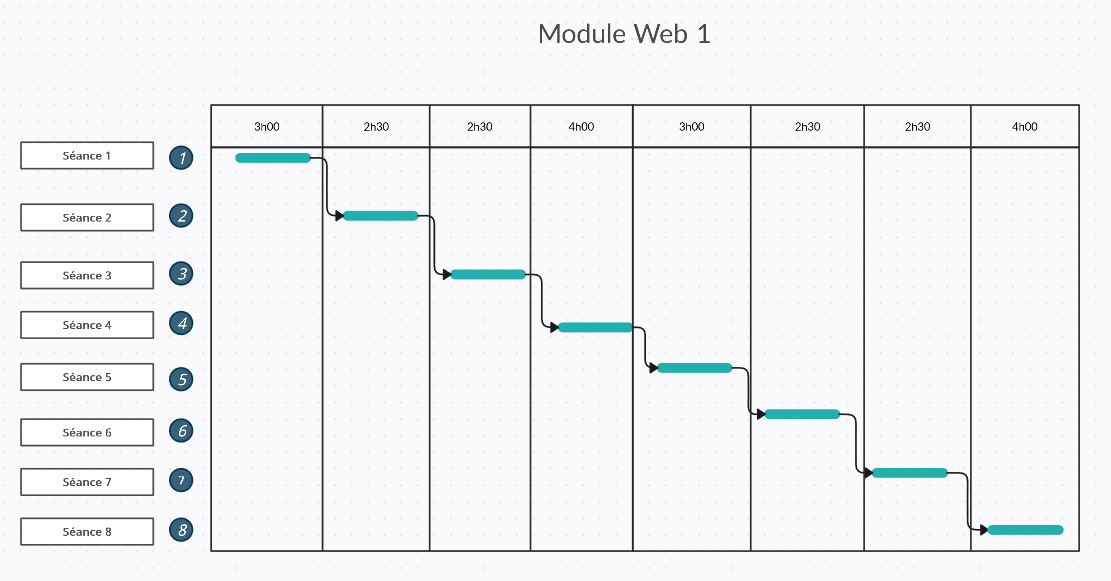 Module Web 1
3h00 2h30 2h30 4h00 3h00 2h30 2h30 4h00
Séance 1 1
Séance 2 2
Séance 3 3
Séance 4 4
Séance 5 5
Séance 6 6
Séance 7 7
Séance 8 8